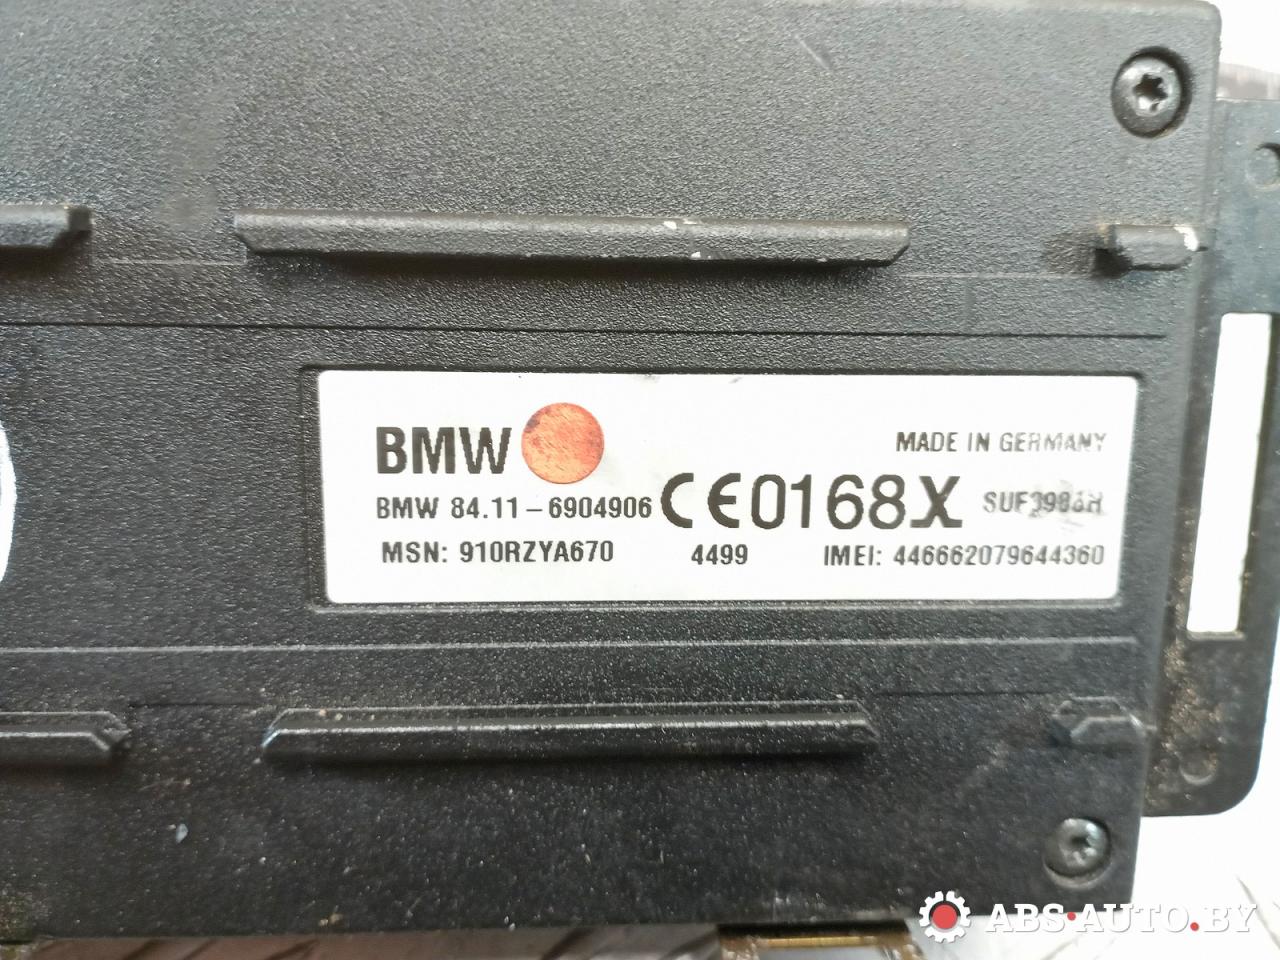 BMW
MADE IN GERMANY
BMW 84.11-6904906 CE0168X
MSN: 910RZYA670 4499 IMEI: 446662079644360
ABS-AUTO.BY